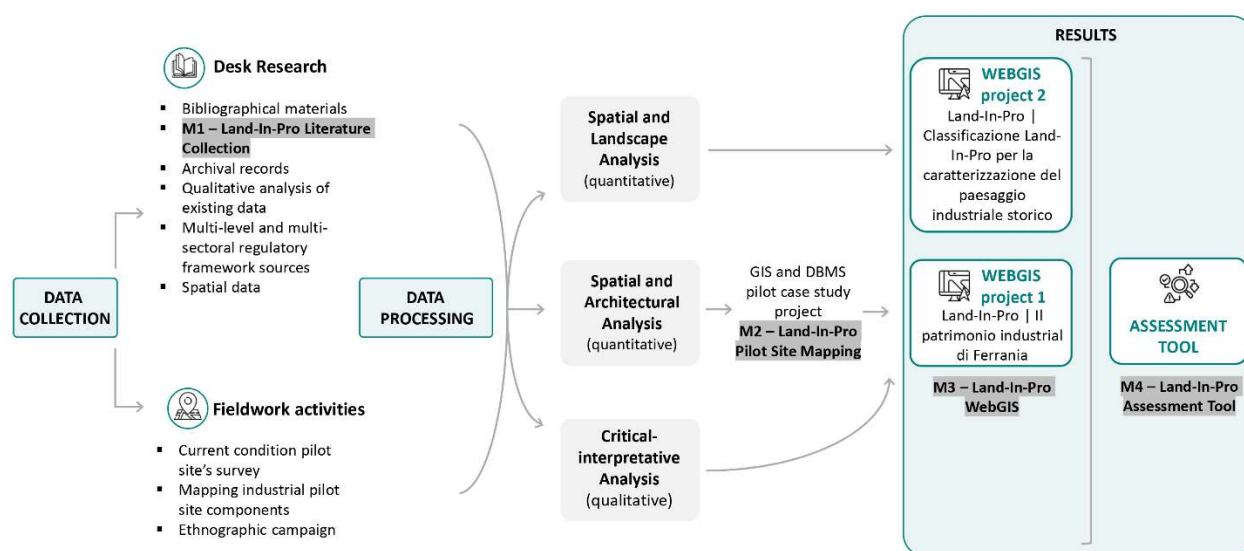 Desk Research
▪ Bibliographical materials
▪ M1 – Land-In-Pro Literature
Collection
▪ Archival records
▪ Qualitative analysis of
existing data
▪ Multi-level and multi-
sectoral regulatory
framework sources
▪ Spatial data
DATA
COLLECTION
Fieldwork activities
▪ Current condition pilot
site's survey
▪ Mapping industrial pilot
site components
▪ Ethnographic campaign
DATA
PROCESSING
Spatial and
Landscape
Analysis
(quantitative)
Spatial and
Architectural
Analysis
(quantitative)
Critical-
interpretative
Analysis
(qualitative)
GIS and DBMS
pilot case study
project
M2 – Land-In-Pro
Pilot Site Mapping
RESULTS
WEBGIS
project 2
Land-In-Pro |
Classificazione Land-
In-Pro per la
caratterizzazione del
paesaggio
industriale storico
WEBGIS
project 1
Land-In-Pro | Il
patrimonio industrial
di Ferrania
M3 – Land-In-Pro
WebGIS
ASSESSMENT
TOOL
M4 – Land-In-Pro
Assessment Tool